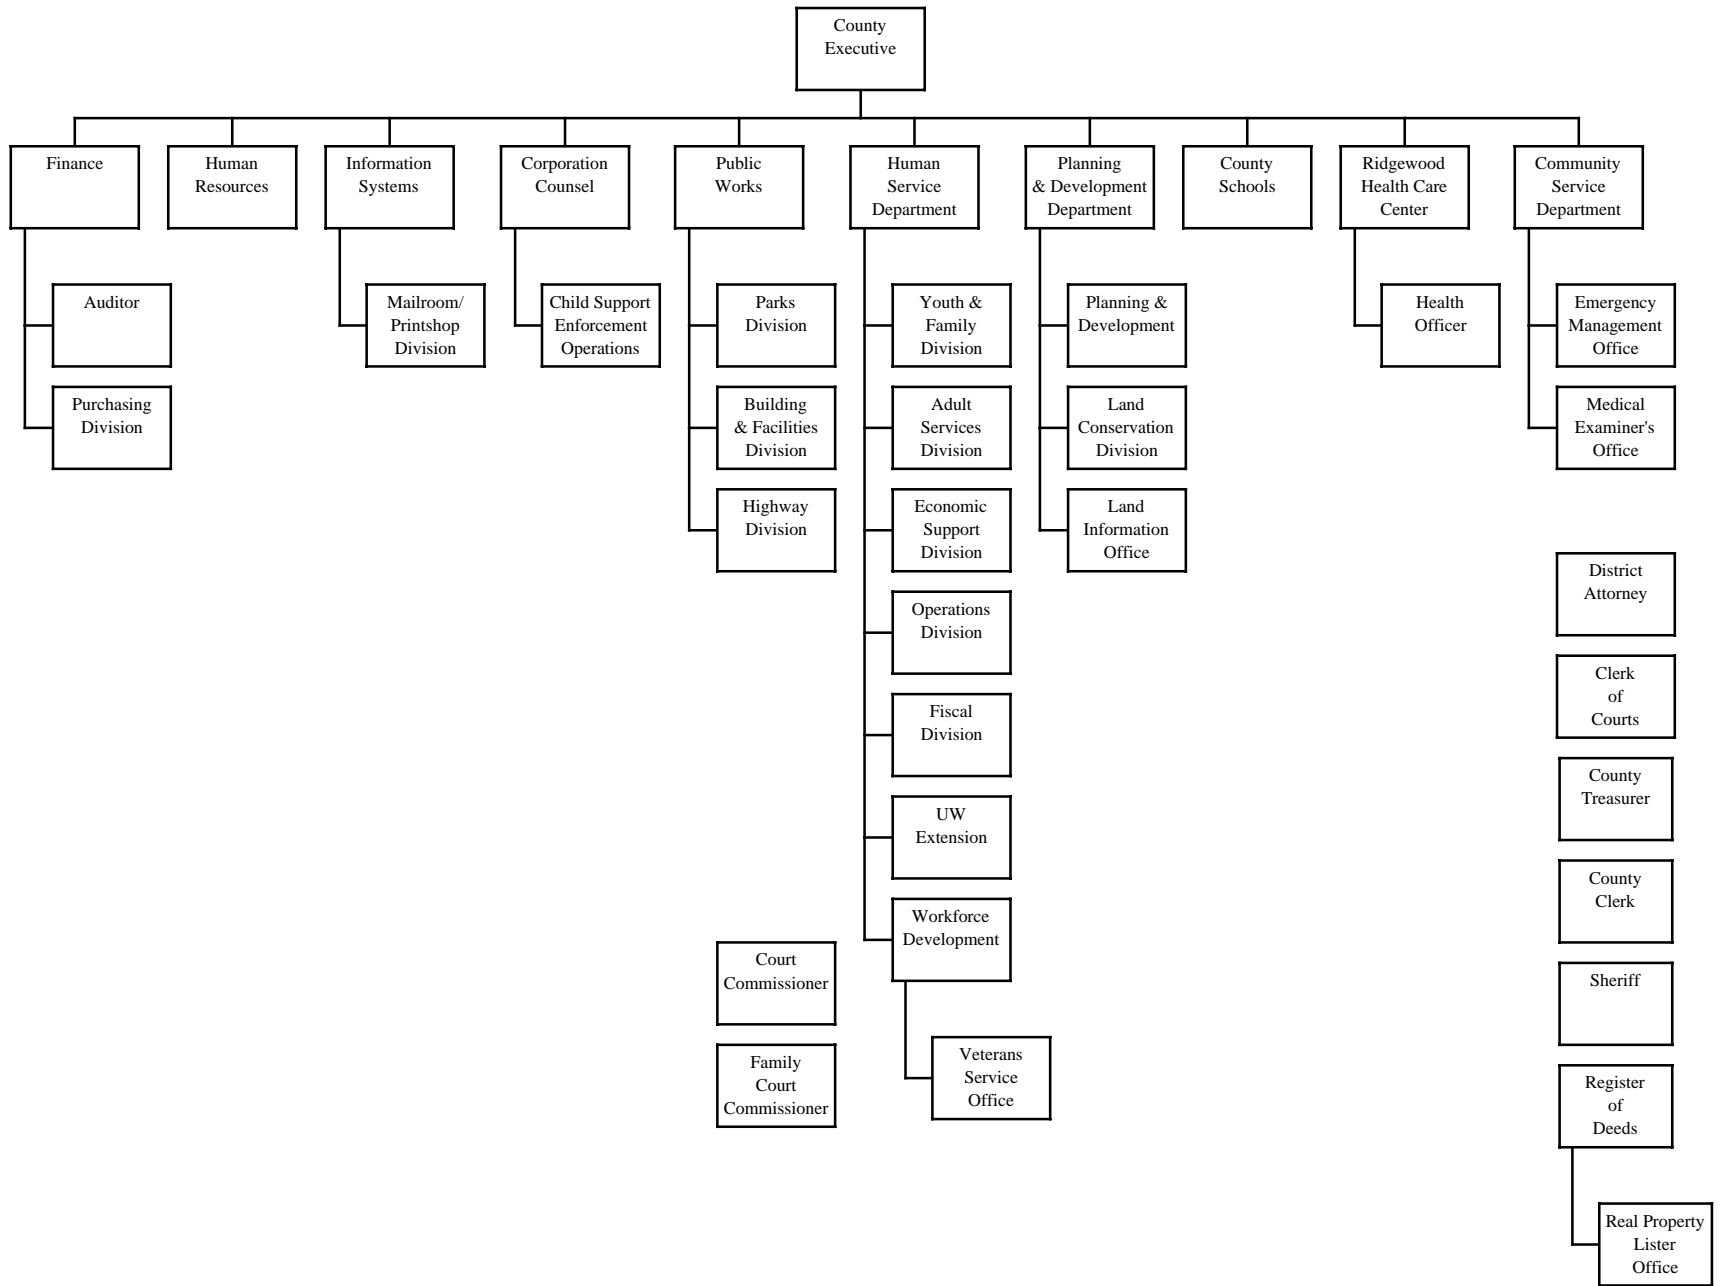 County
Executive
Finance
Human
Resources
Information
Systems
Corporation
Counsel
Public
Works
Human
Service
Department
Planning
& Development
Department
County
Schools
Ridgewood
Health Care
Center
Community
Service
Department
Auditor
Purchasing
Division
Mailroom/
Printshop
Division
Child Support
Enforcement
Operations
Parks
Division
Building
& Facilities
Division
Highway
Division
Youth &
Family
Division
Adult
Services
Division
Economic
Support
Division
Operations
Division
Fiscal
Division
UW
Extension
Workforce
Development
Veterans
Service
Office
Planning &
Development
Land
Conservation
Division
Land
Information
Office
Health
Officer
Emergency
Management
Office
Medical
Examiner's
Office
Court
Commissioner
Family
Court
Commissioner
District
Attorney
Clerk
of
Courts
County
Treasurer
County
Clerk
Sheriff
Register
of
Deeds
Real Property
Lister
Office